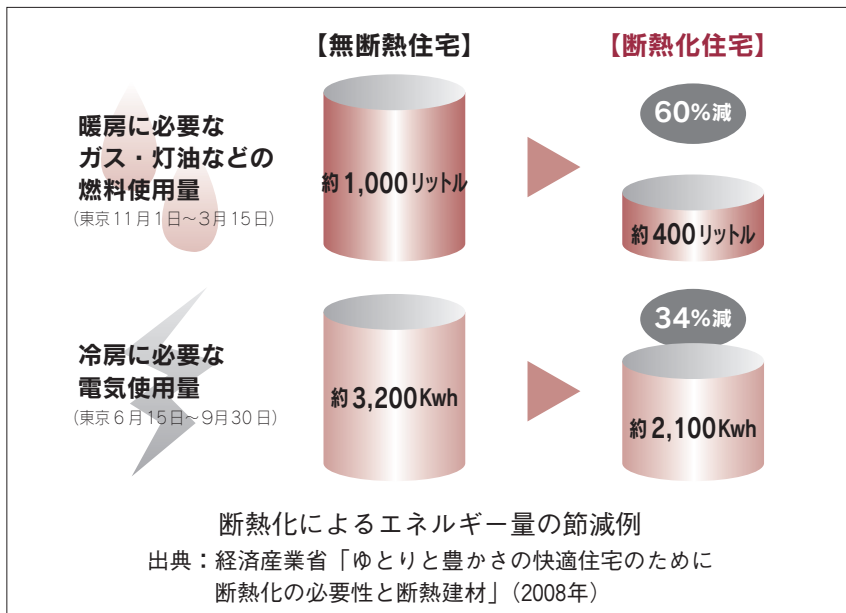 【無断熱住宅】
【断熱化住宅】
暖房に必要な
ガス・灯油などの
燃料使用量
(東京11月1日〜3月15日)
約1,000リットル
60%減
約400リットル
冷房に必要な
電気使用量
(東京6月15日〜9月30日)
約3,200Kwh
34%減
約2,100Kwh
断熱化によるエネルギー量の節減例
出典：経済産業省「ゆとりと豊かさの快適住宅のために
断熱化の必要性と断熱建材」（2008年）